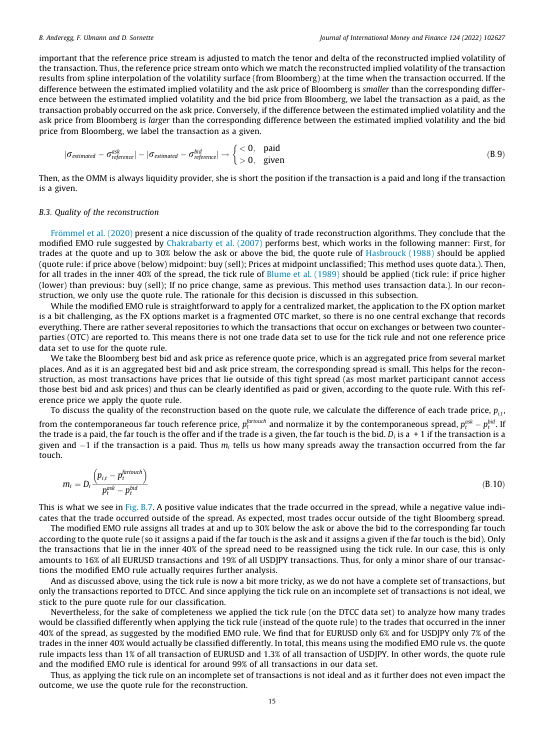 B. Anderegg, F. Ulmann and D. Sornette
Journal of International Money and Finance 124 (2022) 102627
important that the reference price stream is adjusted to match the tenor and delta of the reconstructed implied volatility of
the transaction. Thus, the reference price stream onto which we match the reconstructed implied volatility of the transaction
results from spline interpolation of the volatility surface (from Bloomberg) at the time when the transaction occurred. If the
difference between the estimated implied volatility and the ask price of Bloomberg is smaller than the corresponding differ-
ence between the estimated implied volatility and the bid price from Bloomberg, we label the transaction as a paid, as the
transaction probably occurred on the ask price. Conversely, if the difference between the estimated implied volatility and the
ask price from Bloomberg is larger than the corresponding difference between the estimated implied volatility and the bid
price from Bloomberg, we label the transaction as a given.
|σ_estimated − σ^ask_reference| − |σ_estimated − σ^bid_reference| → { < 0, paid
> 0, given (B.9)
Then, as the OMM is always liquidity provider, she is short the position if the transaction is a paid and long if the transaction
is a given.
B.3. Quality of the reconstruction
Frömmel et al. (2020) present a nice discussion of the quality of trade reconstruction algorithms. They conclude that the
modified EMO rule suggested by Chakrabarty et al. (2007) performs best, which works in the following manner: First, for
trades at the quote and up to 30% below the ask or above the bid, the quote rule of Hasbrouck (1988) should be applied
(quote rule: if price above (below) midpoint: buy (sell); Prices at midpoint unclassified; This method uses quote data.). Then,
for all trades in the inner 40% of the spread, the tick rule of Blume et al. (1989) should be applied (tick rule: if price higher
(lower) than previous: buy (sell); If no price change, same as previous. This method uses transaction data.). In our recon-
struction, we only use the quote rule. The rationale for this decision is discussed in this subsection.
While the modified EMO rule is straightforward to apply for a centralized market, the application to the FX option market
is a bit challenging, as the FX options market is a fragmented OTC market, so there is no one central exchange that records
everything. There are rather several repositories to which the transactions that occur on exchanges or between two counter-
parties (OTC) are reported to. This means there is not one trade data set to use for the tick rule and not one reference price
data set to use for the quote rule.
We take the Bloomberg best bid and ask price as reference quote price, which is an aggregated price from several market
places. And as it is an aggregated best bid and ask price stream, the corresponding spread is small. This helps for the recon-
struction, as most transactions have prices that lie outside of this tight spread (as most market participant cannot access
those best bid and ask prices) and thus can be clearly identified as paid or given, according to the quote rule. With this ref-
erence price we apply the quote rule.
To discuss the quality of the reconstruction based on the quote rule, we calculate the difference of each trade price, p_{i,t},
from the contemporaneous far touch reference price, p_t^{fartouch} and normalize it by the contemporaneous spread, p_t^{ask} − p_t^{bid}. If
the trade is a paid, the far touch is the offer and if the trade is a given, the far touch is the bid. D_i is a +1 if the transaction is a
given and −1 if the transaction is a paid. Thus m_i tells us how many spreads away the transaction occurred from the far
touch.
m_i = D_i (p_{i,t} − p_t^{fartouch}) / (p_t^{ask} − p_t^{bid}) (B.10)
This is what we see in Fig. B.7. A positive value indicates that the trade occurred in the spread, while a negative value indi-
cates that the trade occurred outside of the spread. As expected, most trades occur outside of the tight Bloomberg spread.
The modified EMO rule assigns all trades at and up to 30% below the ask or above the bid to the corresponding far touch
according to the quote rule (so it assigns a paid if the far touch is the ask and it assigns a given if the far touch is the bid). Only
the transactions that lie in the inner 40% of the spread need to be reassigned using the tick rule. In our case, this is only
amounts to 16% of all EURUSD transactions and 19% of all USDJPY transactions. Thus, for only a minor share of our transac-
tions the modified EMO rule actually requires further analysis.
And as discussed above, using the tick rule is now a bit more tricky, as we do not have a complete set of transactions, but
only the transactions reported to DTCC. And since applying the tick rule on an incomplete set of transactions is not ideal, we
stick to the pure quote rule for our classification.
Nevertheless, for the sake of completeness we applied the tick rule (on the DTCC data set) to analyze how many trades
would be classified differently when applying the tick rule (instead of the quote rule) to the trades that occurred in the inner
40% of the spread, as suggested by the modified EMO rule. We find that for EURUSD only 6% and for USDJPY only 7% of the
trades in the inner 40% would actually be classified differently. In total, this means using the modified EMO rule vs. the quote
rule impacts less than 1% of all transaction of EURUSD and 1.3% of all transaction of USDJPY. In other words, the quote rule
and the modified EMO rule is identical for around 99% of all transactions in our data set.
Thus, as applying the tick rule on an incomplete set of transactions is not ideal and as it further does not even impact the
outcome, we use the quote rule for the reconstruction.
15